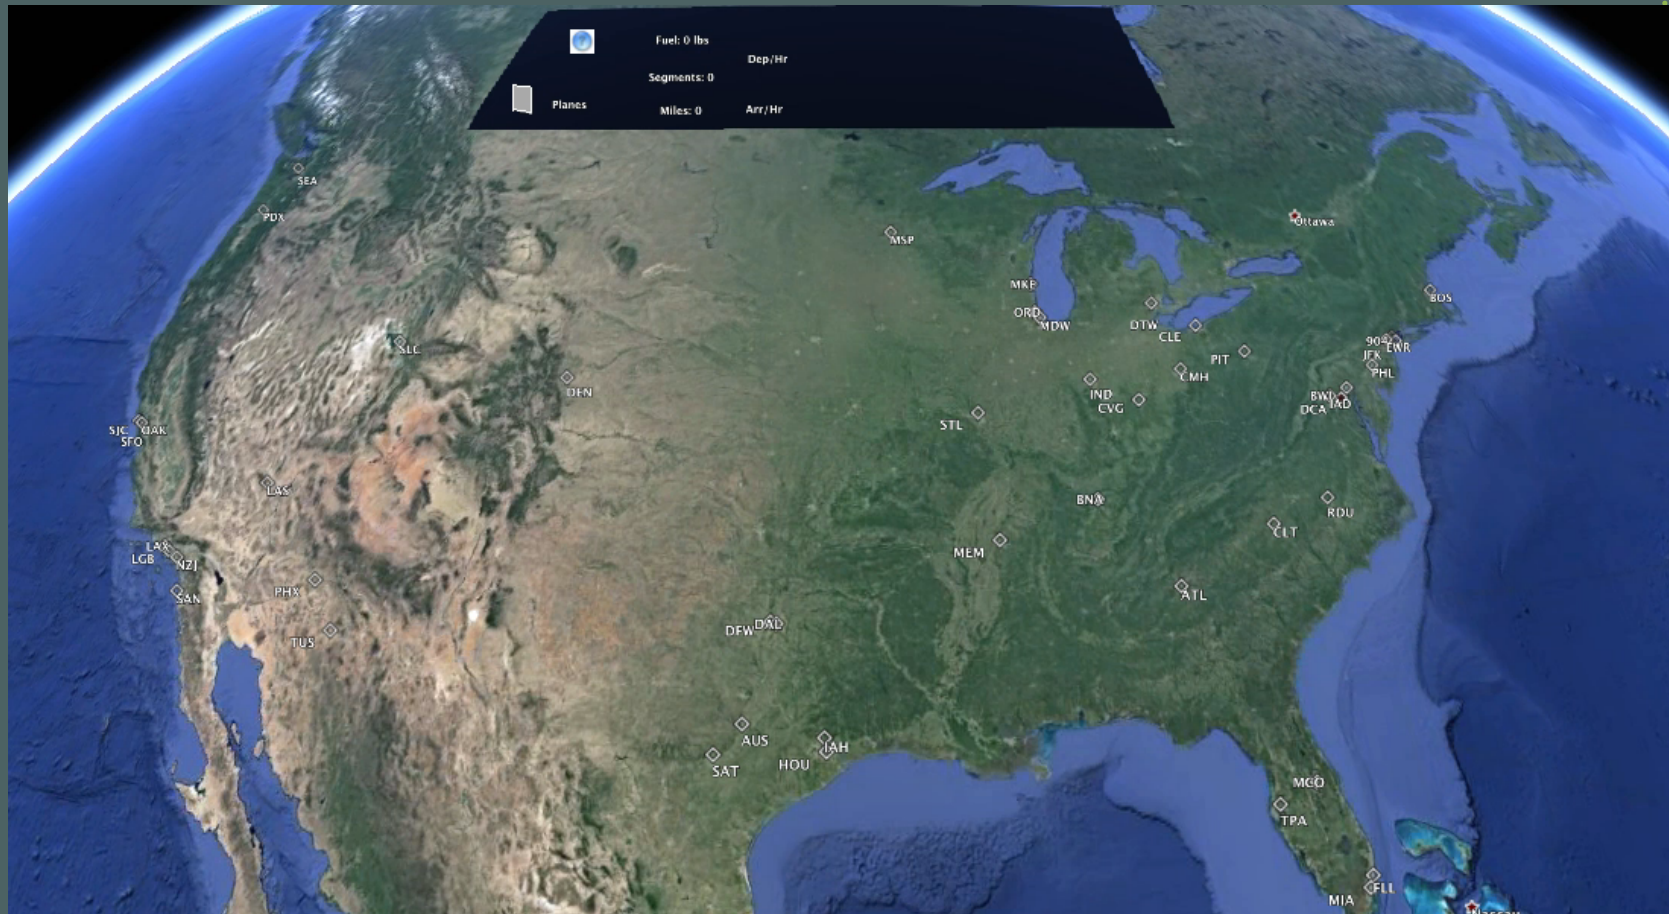 Fuel: 0 lbs
Dep/Hr
Segments: 0
Planes
Miles: 0
Arr/Hr
SEA
PDX
Ottawa
MSP
MKE
BOS
ORD
MDW
DTW
CLE
EWR
JFK
SLC
PIT
PHL
CMH
DEN
IND
CVG
DCA
IAD
STL
SJC
OAK
SFO
LAS
BNA
RDU
CLT
MEM
LAX
LGB
NZJ
PHX
SAN
ATL
DFW
DAL
TUS
AUS
IAH
HOU
SAT
MCO
TPA
FLL
MIA
Nassau